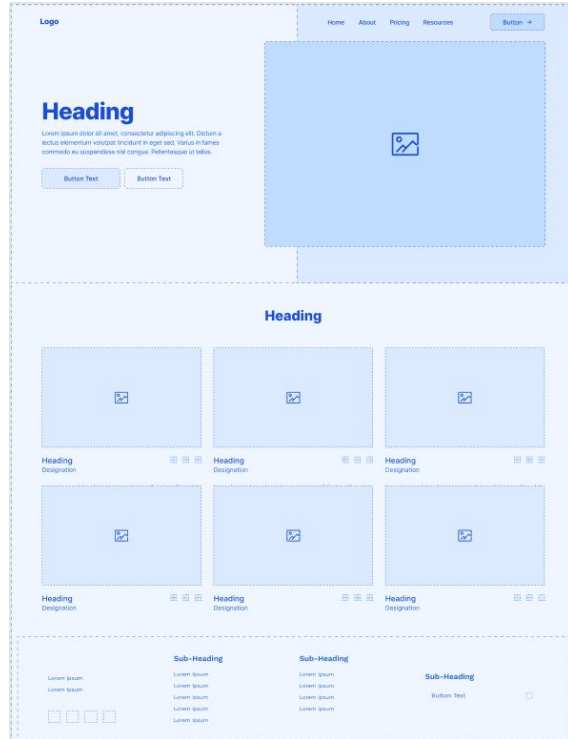 Logo
Home About Pricing Resources Button →
Heading
Lorem ipsum dolor sit amet, consectetur adipiscing elit. Dictum a
lectus elementum volutpat tincidunt in eget sed. Varius in fames
commodo eu suspendisse nisi congue. Pellentesque ut tellus.
Button Text Button Text
Heading
Heading
Designation
Heading
Designation
Heading
Designation
Heading
Designation
Heading
Designation
Heading
Designation
Lorem Ipsum
Lorem Ipsum
Sub-Heading
Lorem Ipsum
Lorem Ipsum
Lorem Ipsum
Lorem Ipsum
Lorem Ipsum
Sub-Heading
Lorem Ipsum
Lorem Ipsum
Lorem Ipsum
Lorem Ipsum
Sub-Heading
Button Text